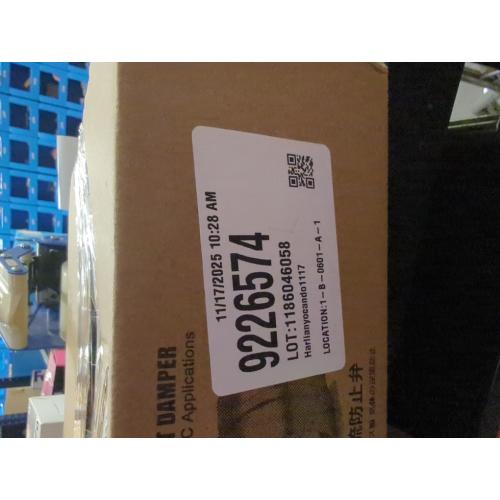 11/17/2025 10:28 AM
9226574
LOT:1186046058
Harlianyocando1117
LOCATION:1-B-0601-A-1
T DAMPER
C Applications
流防止弁